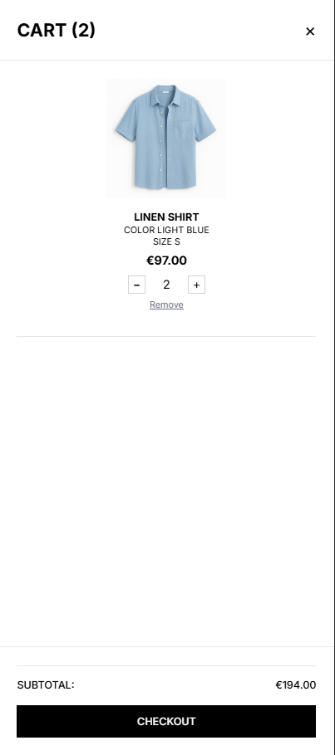 CART (2)
×
LINEN SHIRT
COLOR LIGHT BLUE
SIZE S
€97.00
− 2 +
Remove
SUBTOTAL: €194.00
CHECKOUT